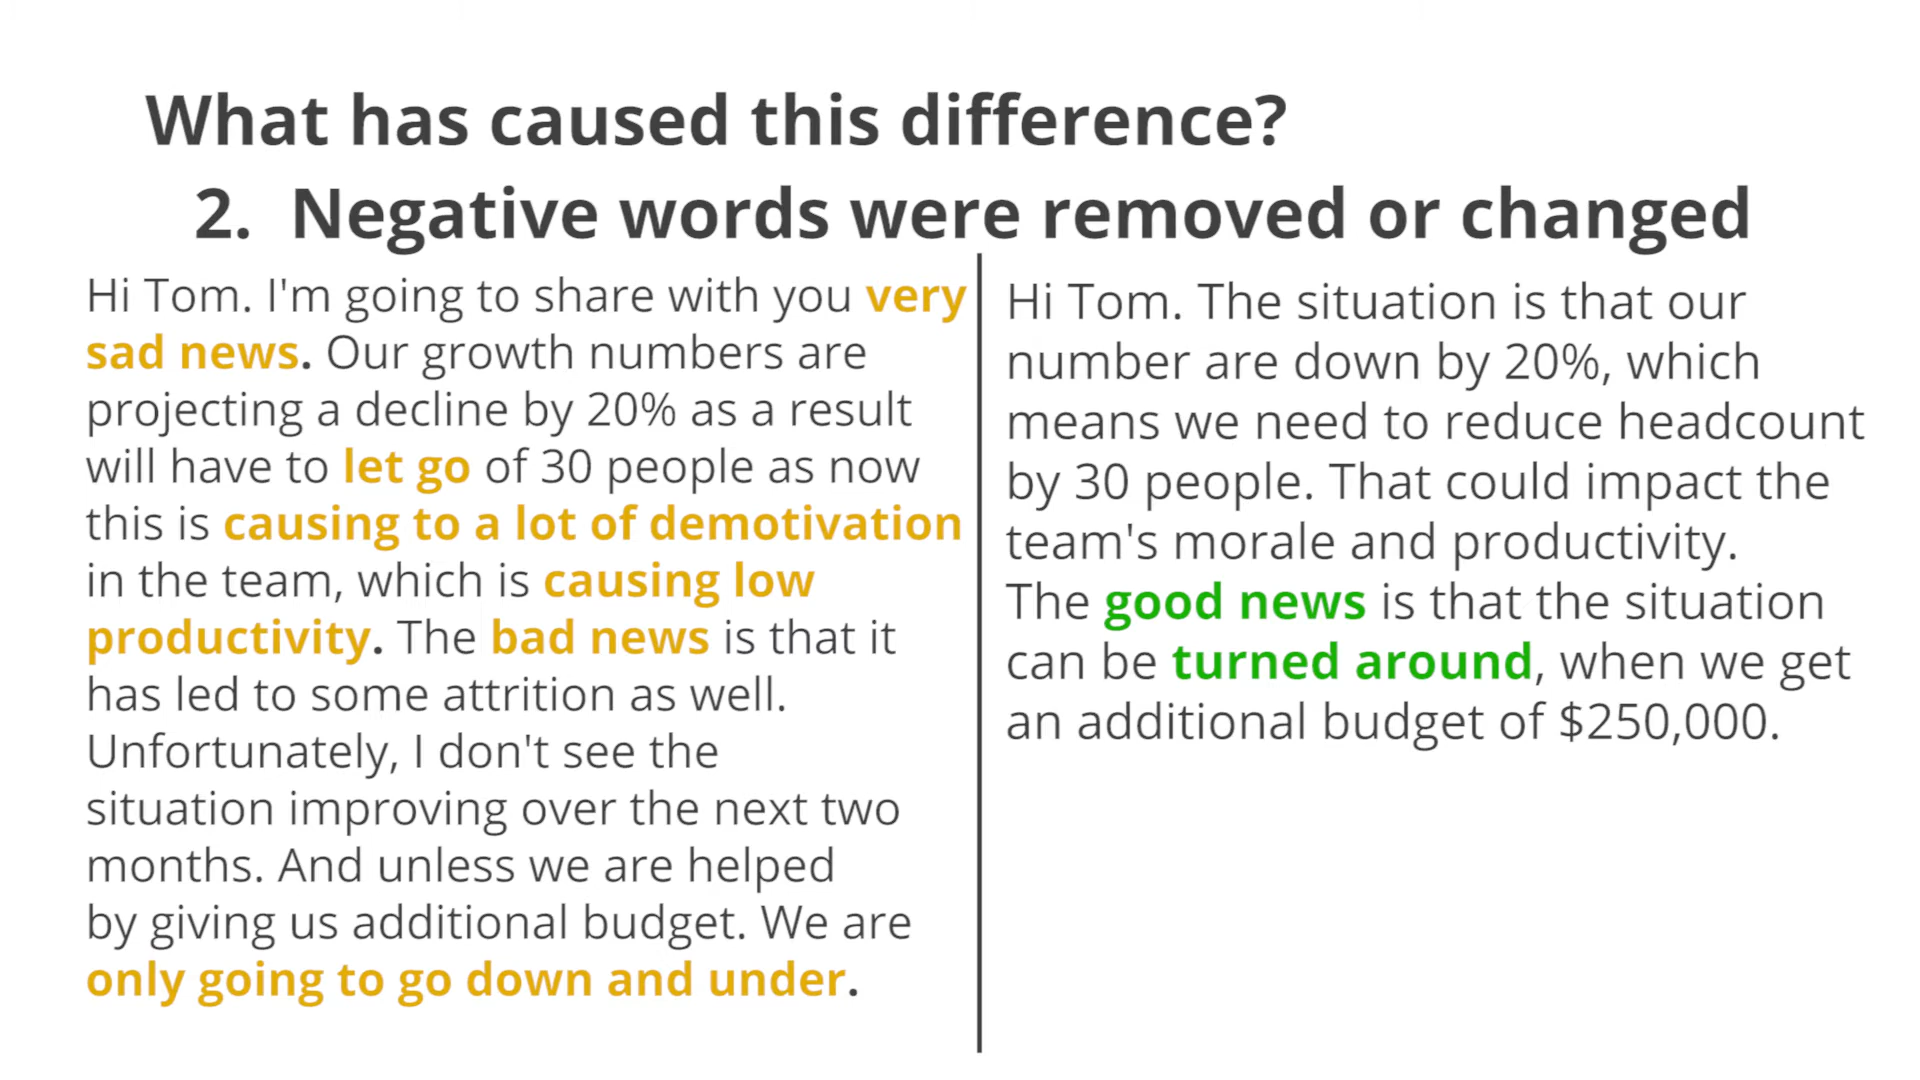 What has caused this difference?
2. Negative words were removed or changed
Hi Tom. I'm going to share with you very
sad news. Our growth numbers are
projecting a decline by 20% as a result
will have to let go of 30 people as now
this is causing to a lot of demotivation
in the team, which is causing low
productivity. The bad news is that it
has led to some attrition as well.
Unfortunately, I don't see the
situation improving over the next two
months. And unless we are helped
by giving us additional budget. We are
only going to go down and under.
Hi Tom. The situation is that our
number are down by 20%, which
means we need to reduce headcount
by 30 people. That could impact the
team's morale and productivity.
The good news is that the situation
can be turned around, when we get
an additional budget of $250,000.